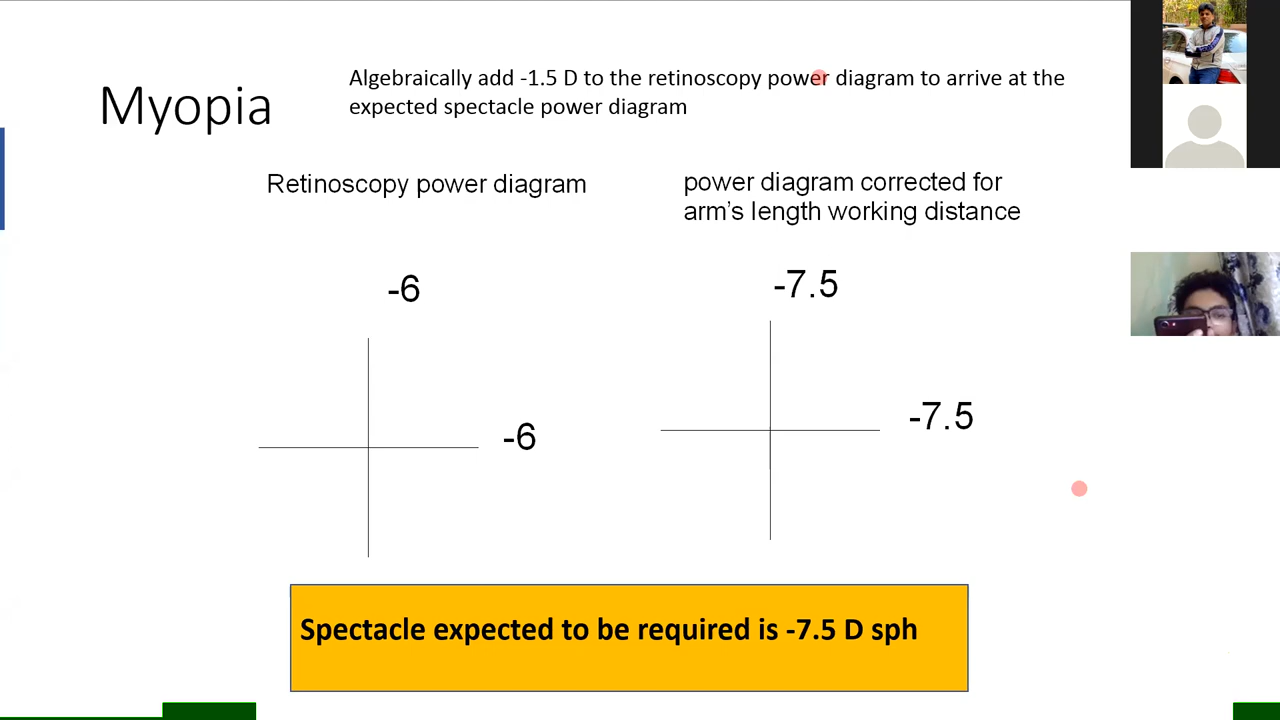 Myopia
Algebraically add -1.5 D to the retinoscopy power diagram to arrive at the
expected spectacle power diagram
Retinoscopy power diagram
power diagram corrected for
arm’s length working distance
-6
-6
-7.5
-7.5
Spectacle expected to be required is -7.5 D sph